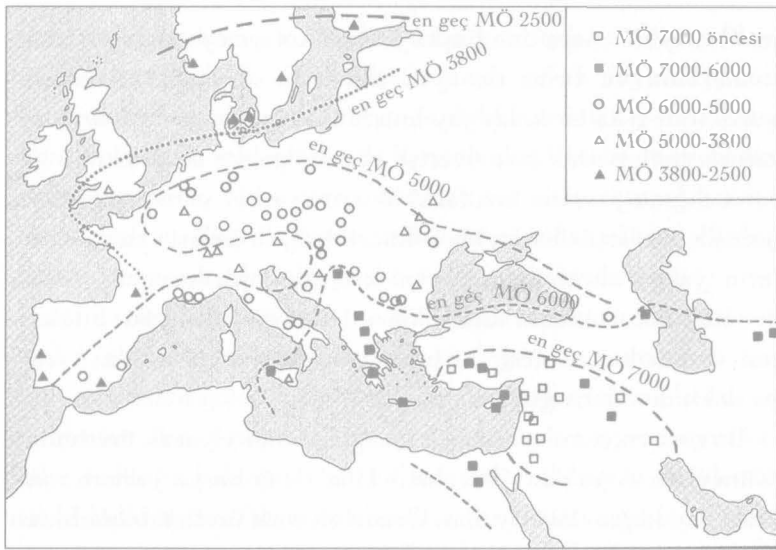 en geç MÖ 2500
en geç MÖ 3800
en geç MÖ 5000
en geç MÖ 6000
en geç MÖ 7000
MÖ 7000 öncesi
MÖ 7000-6000
MÖ 6000-5000
MÖ 5000-3800
MÖ 3800-2500